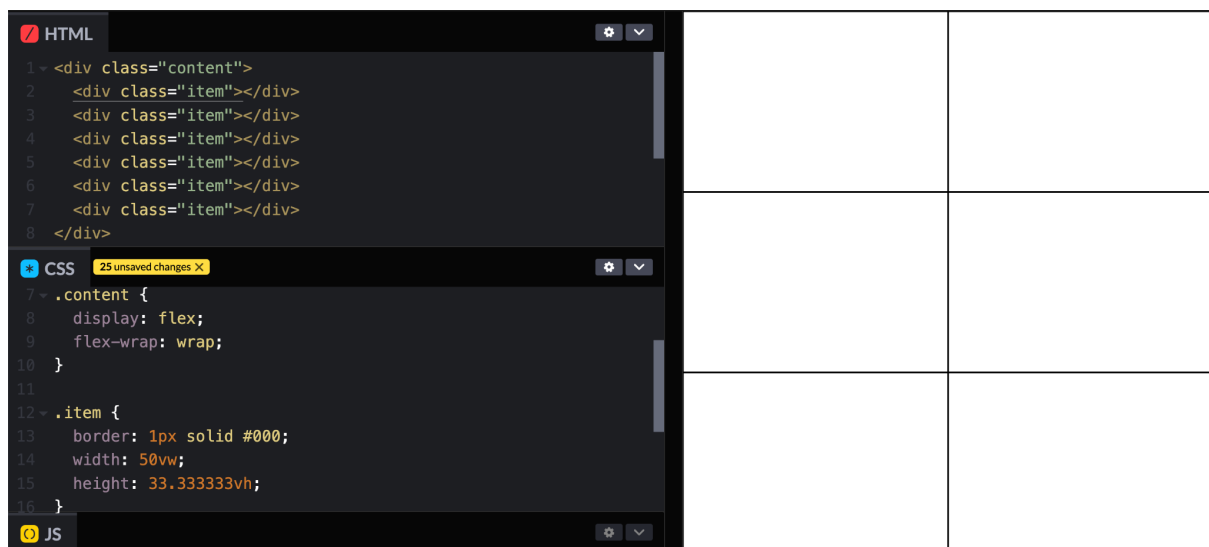 HTML
1 <div class="content">
2 <div class="item"></div>
3 <div class="item"></div>
4 <div class="item"></div>
5 <div class="item"></div>
6 <div class="item"></div>
7 <div class="item"></div>
8 </div>
* CSS 25 unsaved changes X
7 .content {
8 display: flex;
9 flex-wrap: wrap;
10 }
11
12 .item {
13 border: 1px solid #000;
14 width: 50vw;
15 height: 33.333333vh;
16 }
() JS